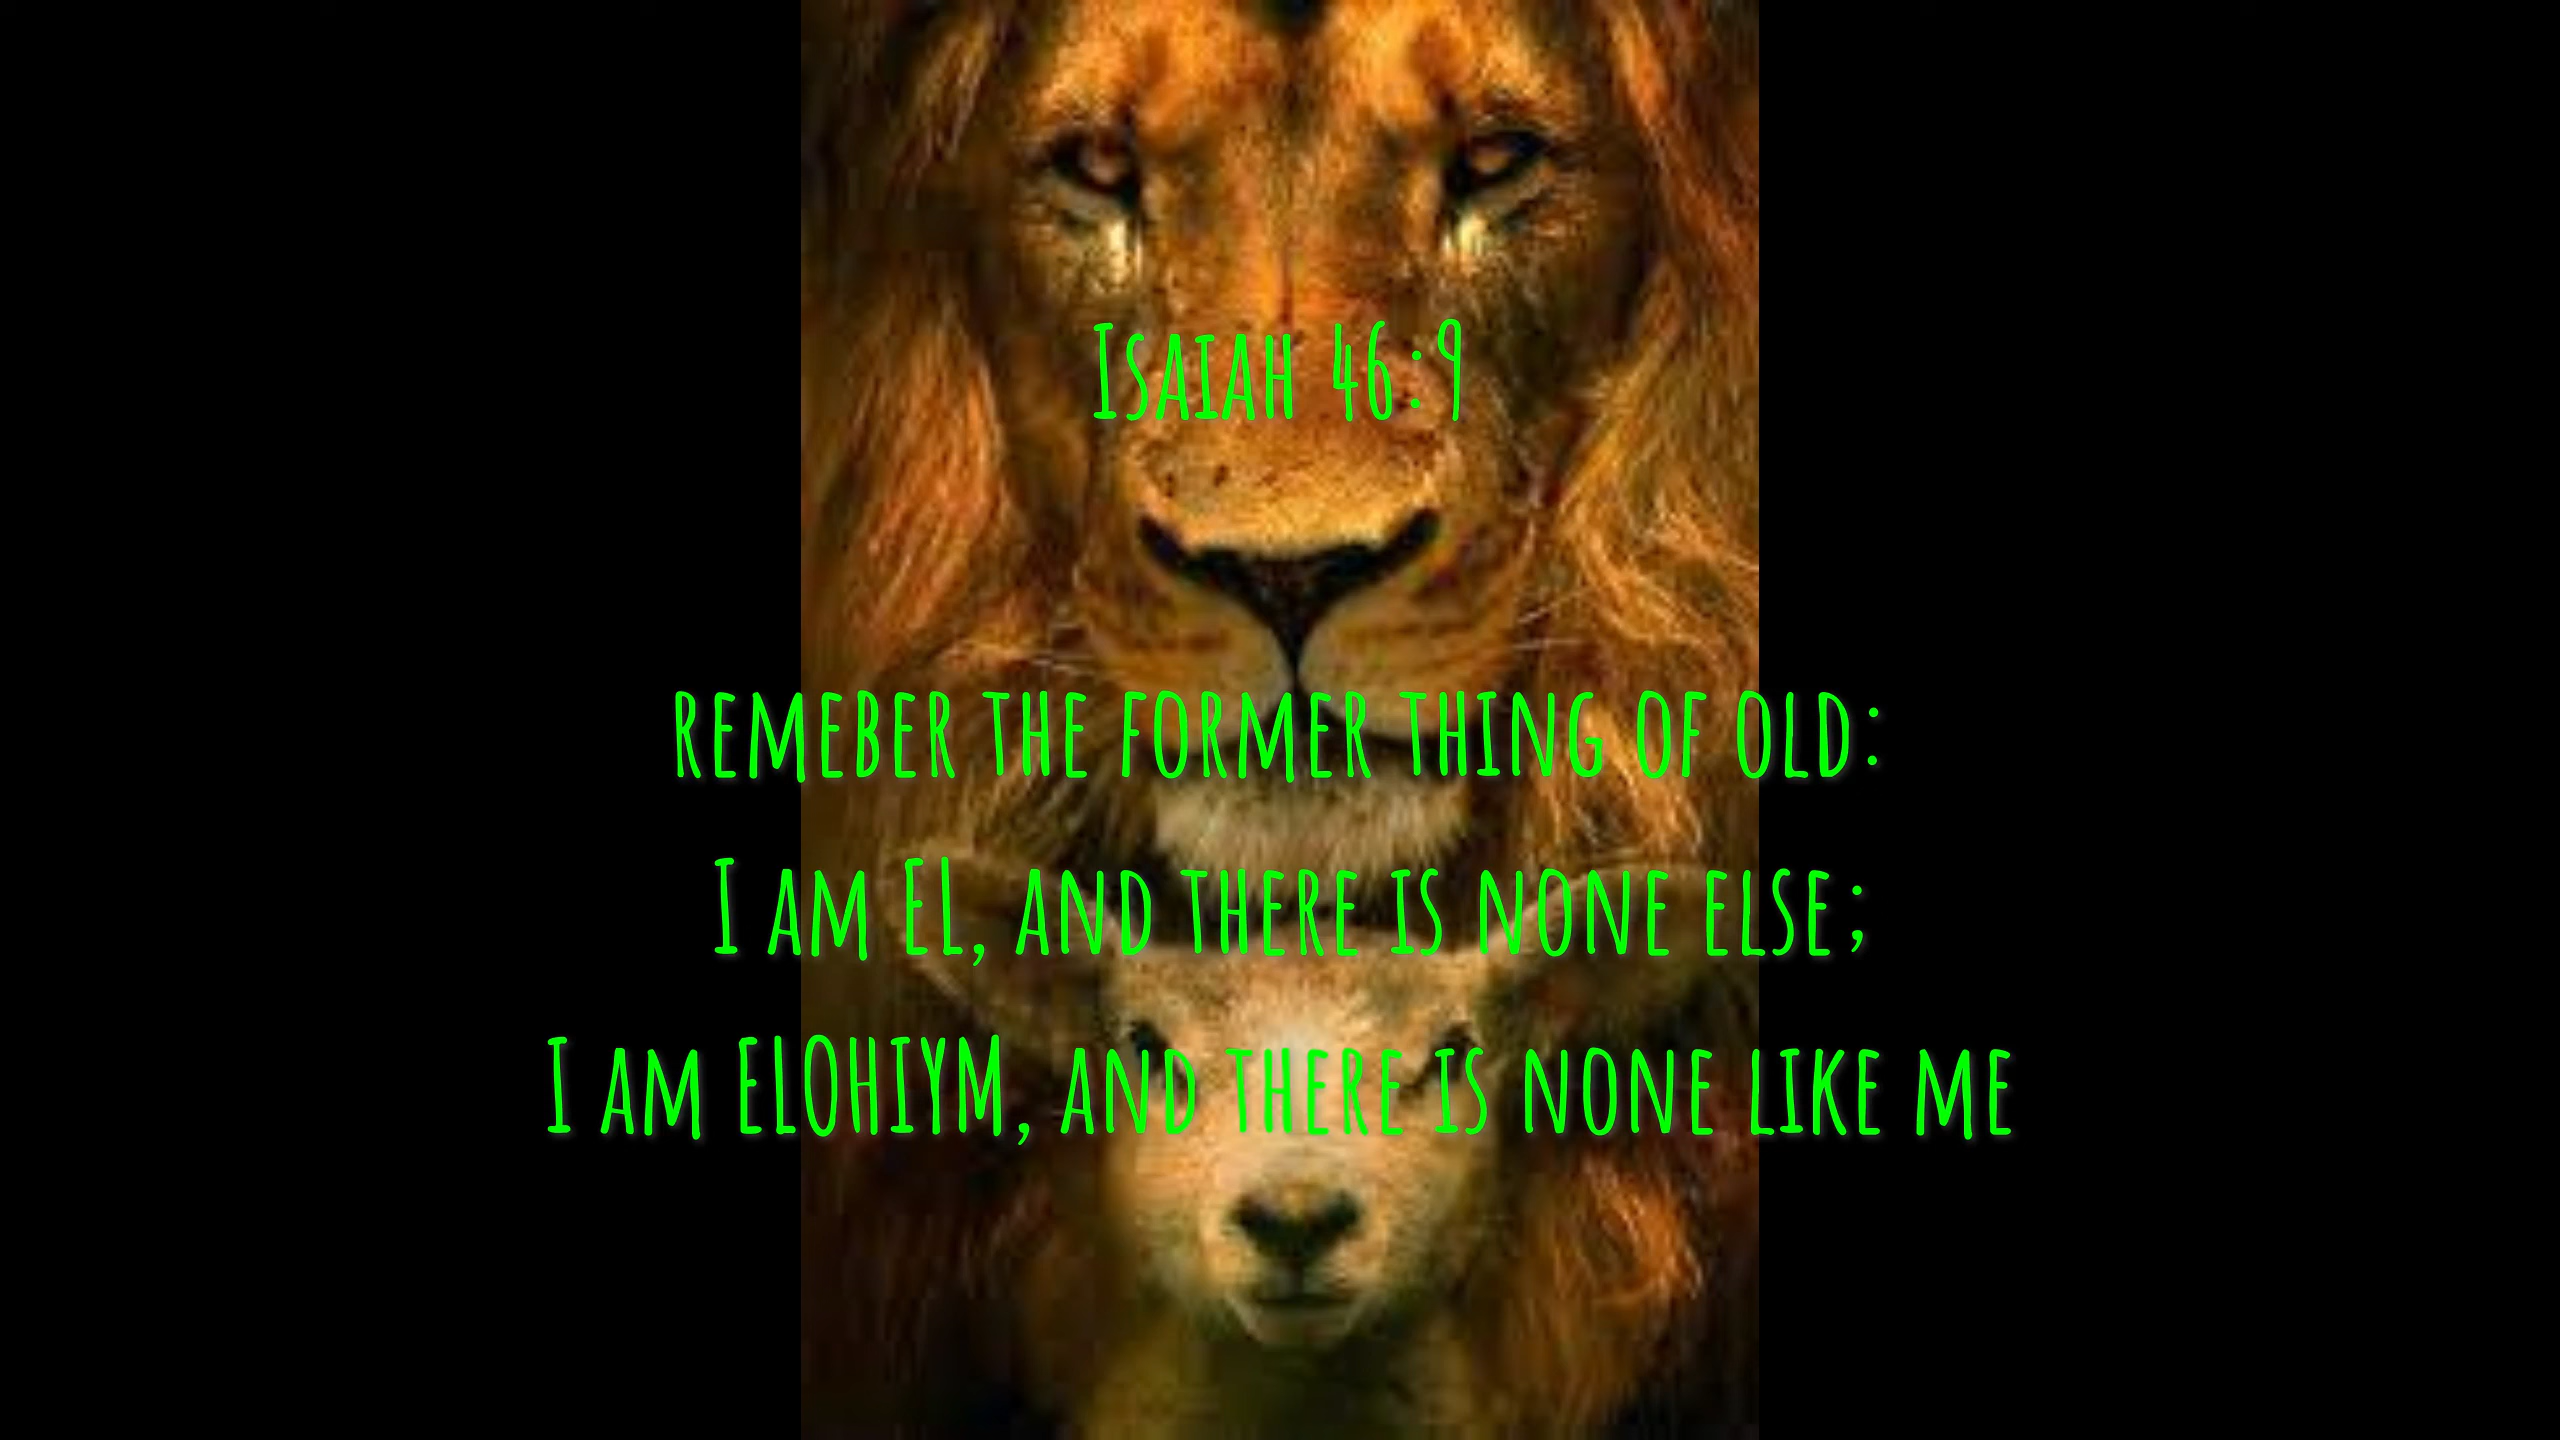 Isaiah 46:9
remeber the former thing of old:
I am EL, and there is none else;
I am ELOHIYM, and there is none like me